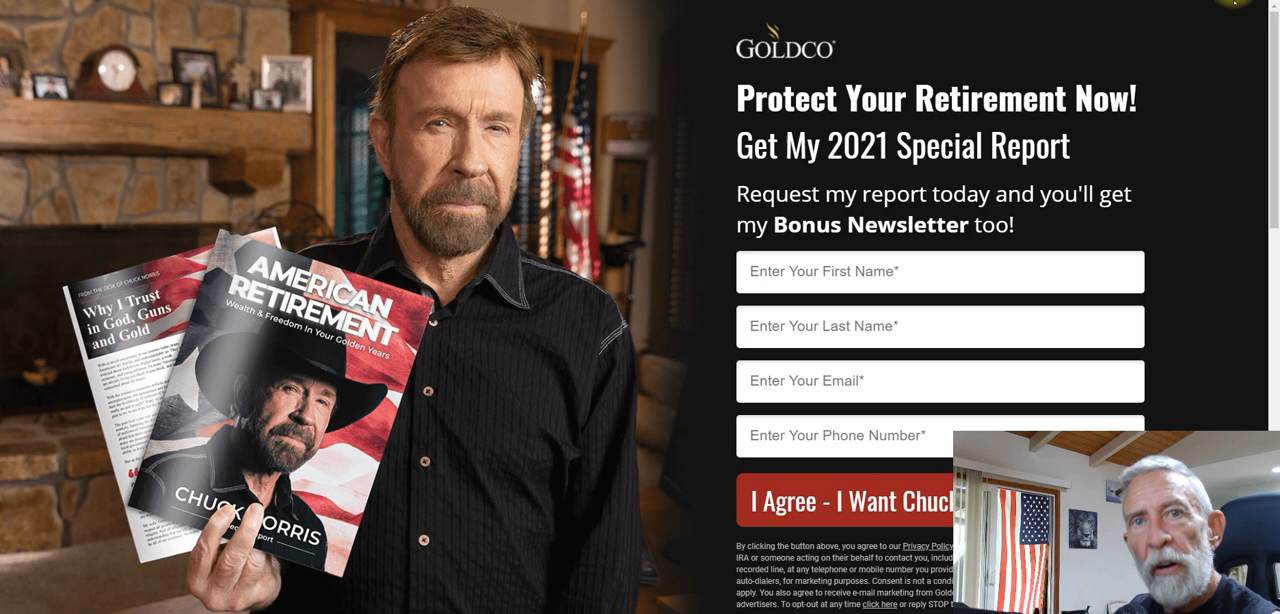 GOLDCO
Protect Your Retirement Now!
Get My 2021 Special Report
Request my report today and you'll get
my Bonus Newsletter too!
Enter Your First Name*
Enter Your Last Name*
Enter Your Email*
Enter Your Phone Number*
I Agree - I Want Chuck
By clicking the button above, you agree to our Privacy Policy
IRA or someone acting on their behalf to contact you, includ
recorded line, at any telephone or mobile number you provid
auto-dialers, for marketing purposes. Consent is not a condi
apply. You also agree to receive e-mail marketing from Gold
advertisers. To opt-out at any time click here or reply STOP t
FROM THE DESK OF CHUCK NORRIS
Why I Trust
in God, Guns
and Gold
AMERICAN
RETIREMENT
Wealth & Freedom In Your Golden Years
CHUCK NORRIS